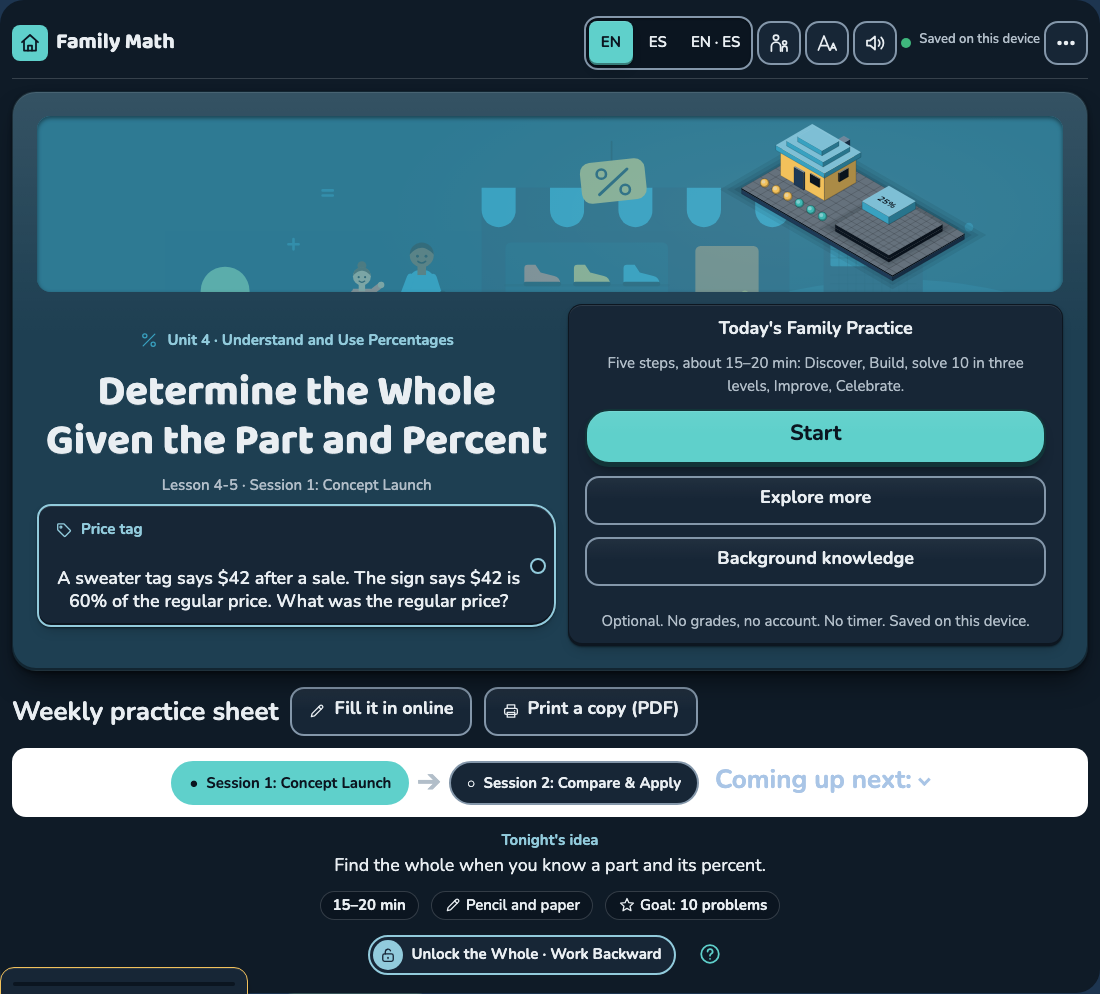 Family Math
EN
ES
EN · ES
Saved on this device
25%
Unit 4 · Understand and Use Percentages
Determine the Whole
Given the Part and Percent
Lesson 4-5 · Session 1: Concept Launch
Price tag
A sweater tag says $42 after a sale. The sign says $42 is
60% of the regular price. What was the regular price?
Today's Family Practice
Five steps, about 15–20 min: Discover, Build, solve 10 in three
levels, Improve, Celebrate.
Start
Explore more
Background knowledge
Optional. No grades, no account. No timer. Saved on this device.
Weekly practice sheet
Fill it in online
Print a copy (PDF)
Session 1: Concept Launch
Session 2: Compare & Apply
Coming up next:
Tonight's idea
Find the whole when you know a part and its percent.
15–20 min
Pencil and paper
Goal: 10 problems
Unlock the Whole · Work Backward